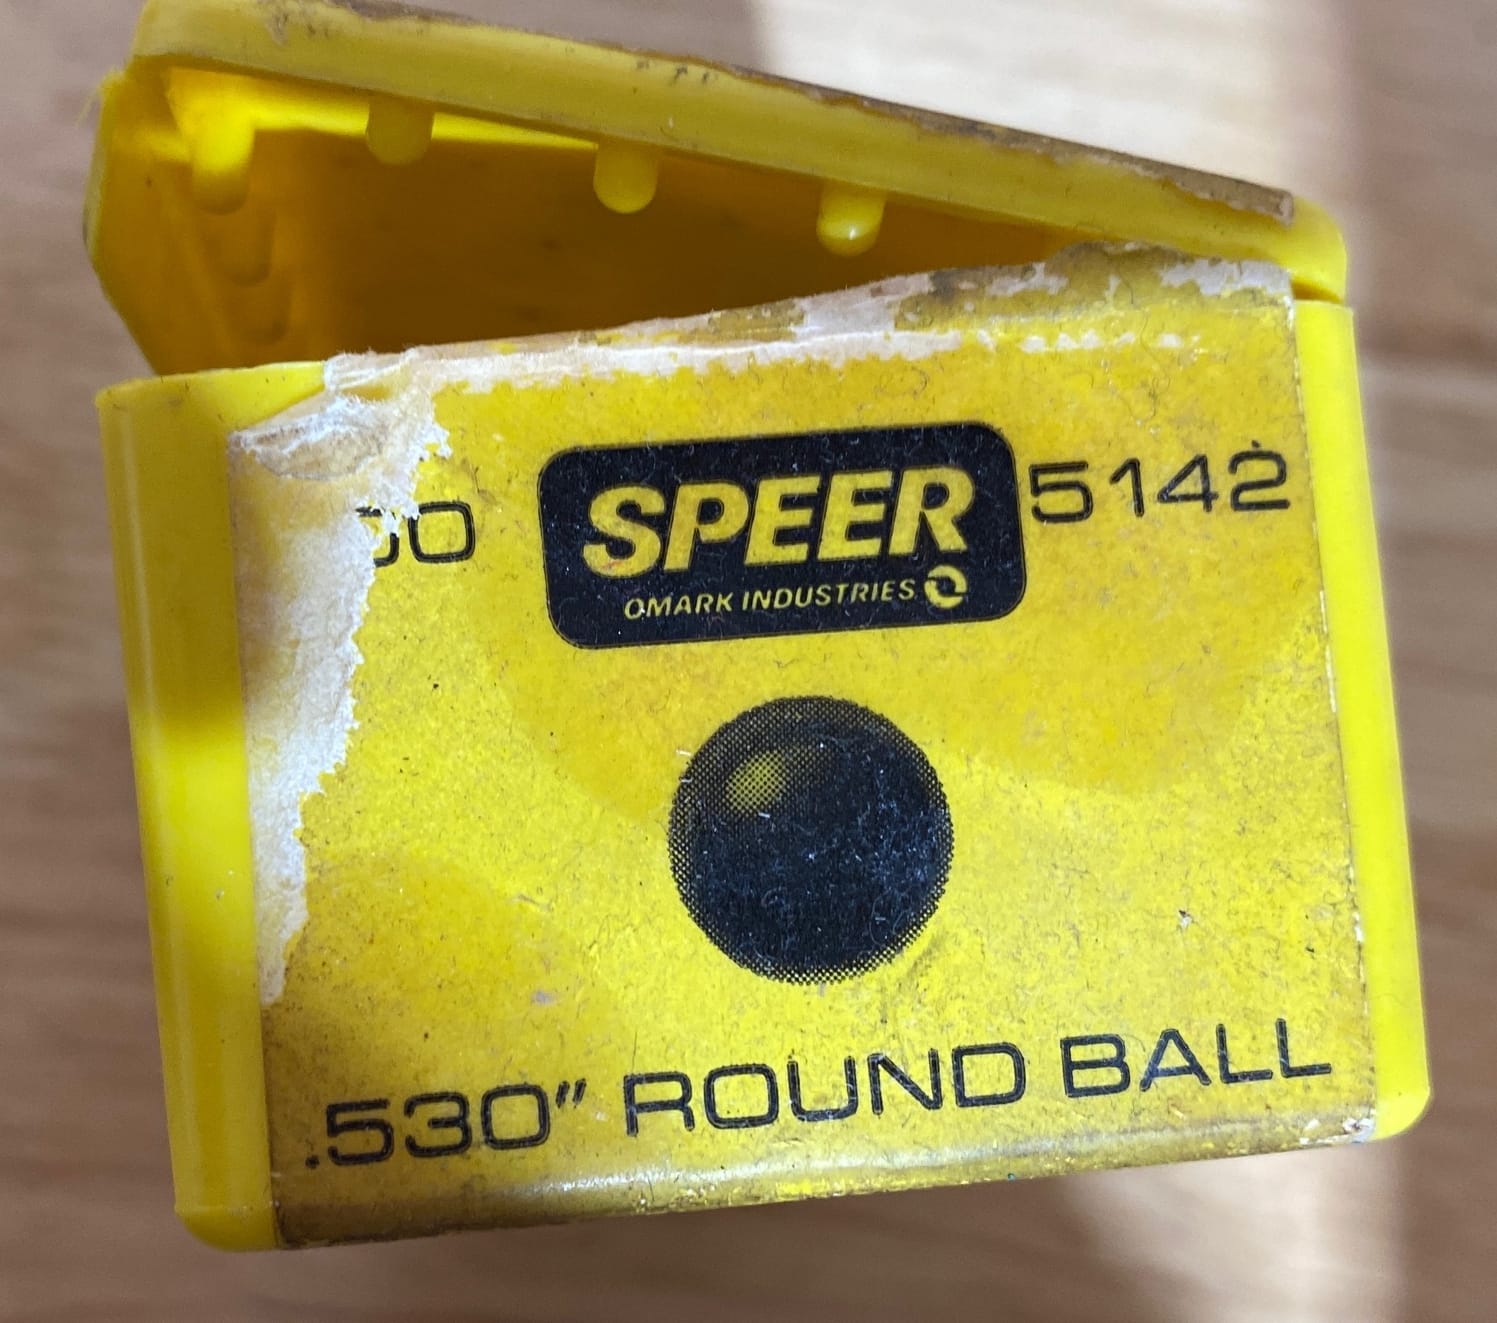 SPEER 5142
OMARK INDUSTRIES
.530" ROUND BALL